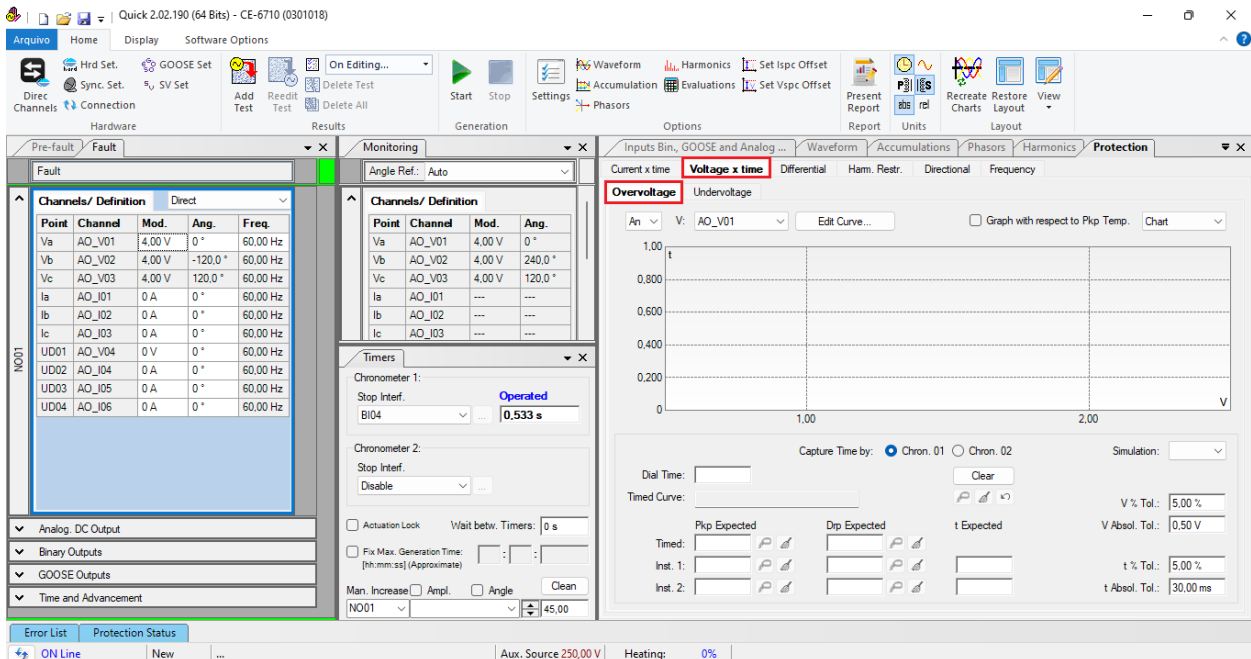 Quick 2.02.190 (64 Bits) - CE-6710 (0301018)
Arquivo Home Display Software Options
Hrd Set. GOOSE Set On Editing... Waveform Harmonics Set Ispc Offset
Sync. Set. SV Set Delete Test Accumulation Evaluations Set Vspc Offset
Direc Channels Connection Add Test Reedit Test Delete All Start Stop Settings Phasors Present Report abs rel Recreate Charts Restore Layout View
Hardware Results Generation Options Report Units Layout
Pre-fault Fault
Fault
Channels/ Definition Direct
Point Channel Mod. Ang. Freq.
Va AO_V01 4,00 V 0 ° 60,00 Hz
Vb AO_V02 4,00 V -120,0 ° 60,00 Hz
Vc AO_V03 4,00 V 120,0 ° 60,00 Hz
Ia AO_I01 0 A 0 ° 60,00 Hz
Ib AO_I02 0 A 0 ° 60,00 Hz
Ic AO_I03 0 A 0 ° 60,00 Hz
UD01 AO_V04 0 V 0 ° 60,00 Hz
UD02 AO_I04 0 A 0 ° 60,00 Hz
UD03 AO_I05 0 A 0 ° 60,00 Hz
UD04 AO_I06 0 A 0 ° 60,00 Hz
NO01
Analog. DC Output
Binary Outputs
GOOSE Outputs
Time and Advancement
Monitoring
Angle Ref.: Auto
Channels/ Definition
Point Channel Mod. Ang.
Va AO_V01 4,00 V 0 °
Vb AO_V02 4,00 V 240,0 °
Vc AO_V03 4,00 V 120,0 °
Ia AO_I01 --- ---
Ib AO_I02 --- ---
Ic AO_I03 --- ---
Timers
Chronometer 1:
Stop Interf. Operated
BI04 ... 0,533 s
Chronometer 2:
Stop Interf.
Disable ...
Actuation Lock Wait betw. Timers: 0 s
Fix Max. Generation Time: : :
[hh:mm:ss] (Approximate)
Man. Increase Ampl. Angle Clean
NO01 45,00
Inputs Bin., GOOSE and Analog ... Waveform Accumulations Phasors Harmonics Protection
Current x time Voltage x time Differential Harm. Restr. Directional Frequency
Overvoltage Undervoltage
An V: AO_V01 Edit Curve... Graph with respect to Pkp Temp. Chart
1,00
t
0,800
0,600
0,400
0,200
0
1,00 2,00
V
Capture Time by: Chron. 01 Chron. 02 Simulation:
Dial Time: Clear
Timed Curve: V % Tol.: 5,00 %
Pkp Expected Drp Expected t Expected V Absol. Tol.: 0,50 V
Timed:
Inst. 1: t % Tol.: 5,00 %
Inst. 2: t Absol. Tol.: 30,00 ms
Error List Protection Status
ON Line New ... Aux. Source 250,00 V Heating: 0%